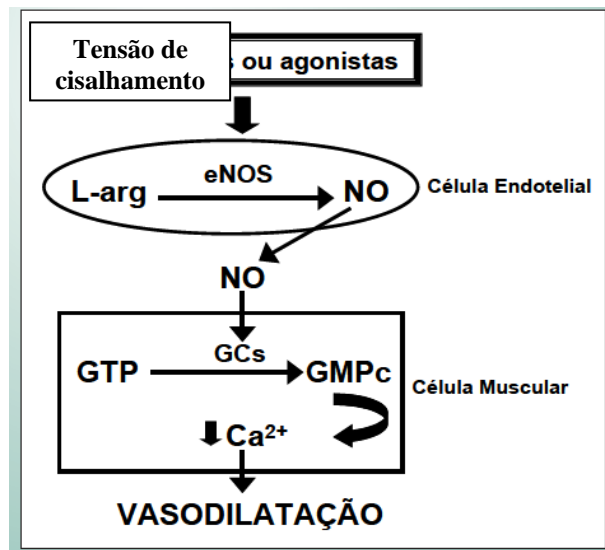 Tensão de
cisalhamento
ou agonistas
eNOS
L-arg NO
Célula Endotelial
NO
GCs
GTP GMPc
Célula Muscular
Ca²⁺
VASODILATAÇÃO